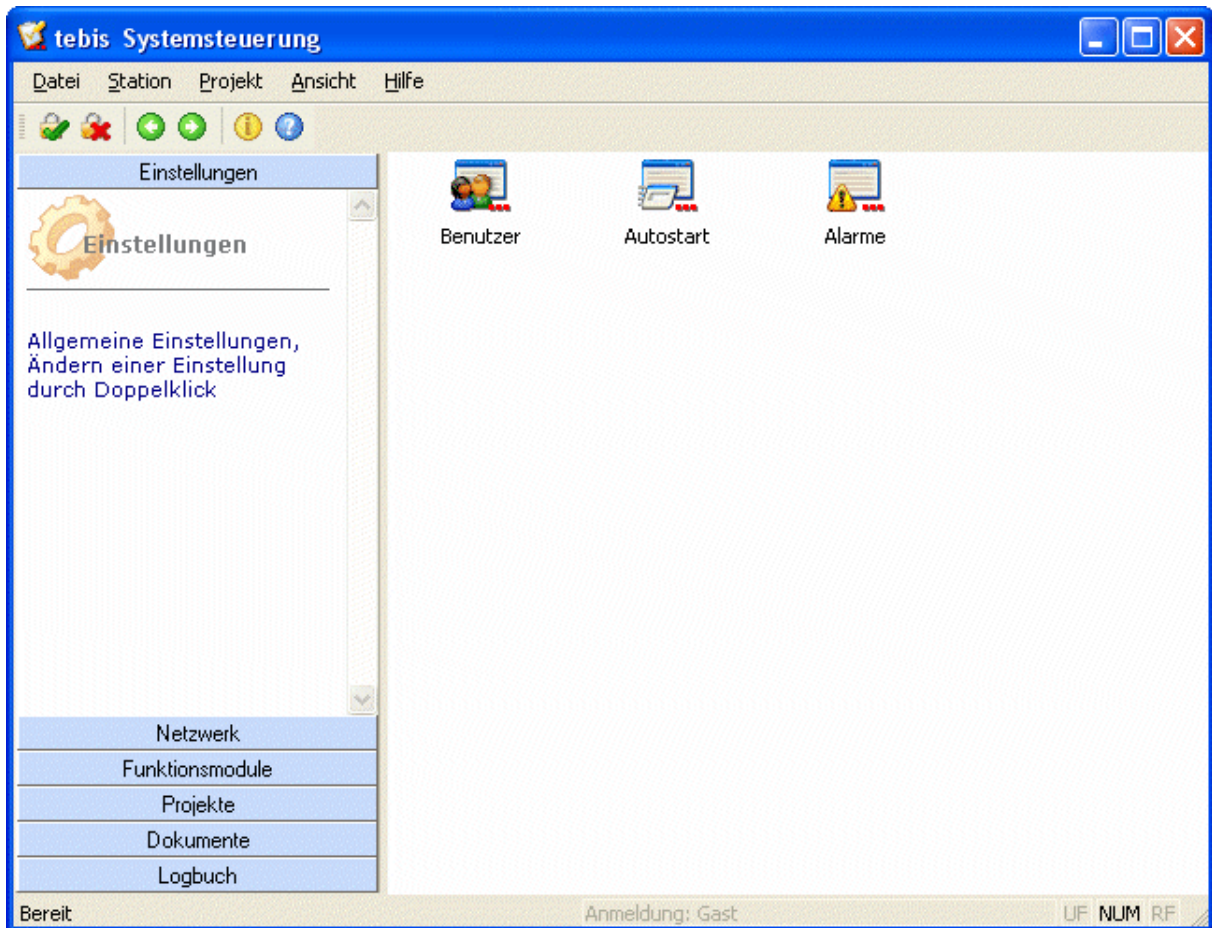 tebis Systemsteuerung
Datei Station Projekt Ansicht Hilfe
Einstellungen
Einstellungen
Allgemeine Einstellungen,
Ändern einer Einstellung
durch Doppelklick
Netzwerk
Funktionsmodule
Projekte
Dokumente
Logbuch
Benutzer Autostart Alarme
Bereit Anmeldung: Gast UF NUM RF